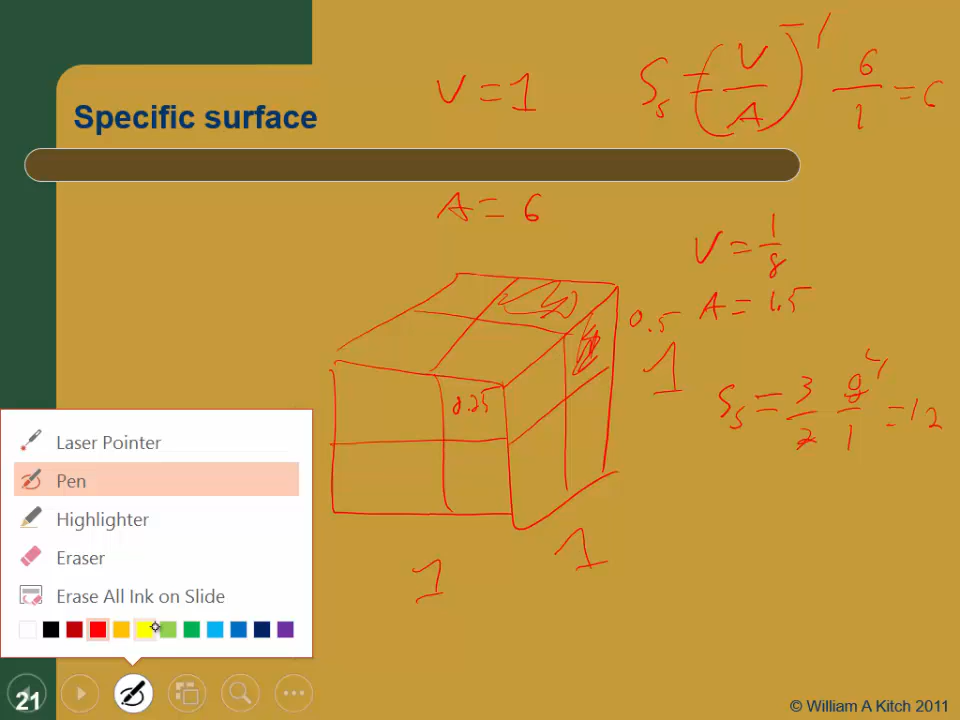 Specific surface
V = 1
S_s = (V/A)^-1 6/1 = 6
A = 6
V = 1/8
A = 1.5
0.5
1
0.25
S_s = 3/2 8/1 4 = 12
1
1
Laser Pointer
Pen
Highlighter
Eraser
Erase All Ink on Slide
21
© William A Kitch 2011